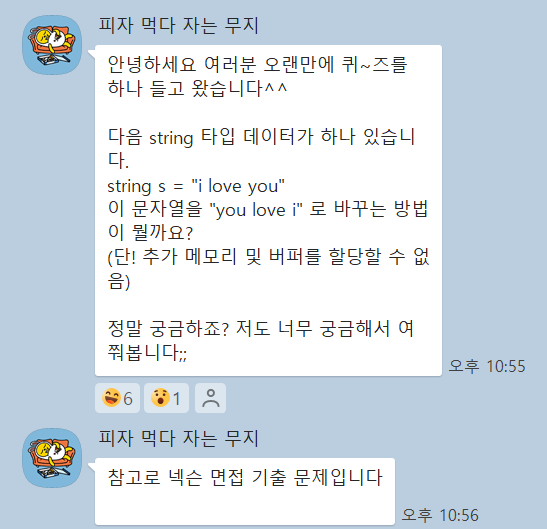 피자 먹다 자는 무지
안녕하세요 여러분 오랜만에 퀴~즈를
하나 들고 왔습니다^^
다음 string 타입 데이터가 하나 있습니
다.
string s = "i love you"
이 문자열을 "you love i" 로 바꾸는 방법
이 뭘까요?
(단! 추가 메모리 및 버퍼를 할당할 수 없
음)
정말 궁금하죠? 저도 너무 궁금해서 여
쭤봅니다;;
오후 10:55
6 1
피자 먹다 자는 무지
참고로 넥슨 면접 기출 문제입니다
오후 10:56